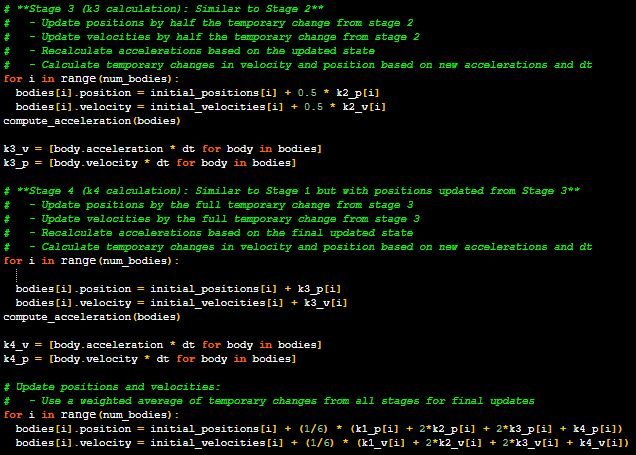 # **Stage 3 (k3 calculation): Similar to Stage 2**
#   - Update positions by half the temporary change from stage 2
#   - Update velocities by half the temporary change from stage 2
#   - Recalculate accelerations based on the updated state
#   - Calculate temporary changes in velocity and position based on new accelerations and dt
for i in range(num_bodies):
  bodies[i].position = initial_positions[i] + 0.5 * k2_p[i]
  bodies[i].velocity = initial_velocities[i] + 0.5 * k2_v[i]
compute_acceleration(bodies)

k3_v = [body.acceleration * dt for body in bodies]
k3_p = [body.velocity * dt for body in bodies]

# **Stage 4 (k4 calculation): Similar to Stage 1 but with positions updated from Stage 3**
#   - Update positions by the full temporary change from stage 3
#   - Update velocities by the full temporary change from stage 3
#   - Recalculate accelerations based on the final updated state
#   - Calculate temporary changes in velocity and position based on new accelerations and dt
for i in range(num_bodies):

  bodies[i].position = initial_positions[i] + k3_p[i]
  bodies[i].velocity = initial_velocities[i] + k3_v[i]
compute_acceleration(bodies)

k4_v = [body.acceleration * dt for body in bodies]
k4_p = [body.velocity * dt for body in bodies]

# Update positions and velocities:
#   - Use a weighted average of temporary changes from all stages for final updates
for i in range(num_bodies):
  bodies[i].position = initial_positions[i] + (1/6) * (k1_p[i] + 2*k2_p[i] + 2*k3_p[i] + k4_p[i])
  bodies[i].velocity = initial_velocities[i] + (1/6) * (k1_v[i] + 2*k2_v[i] + 2*k3_v[i] + k4_v[i])